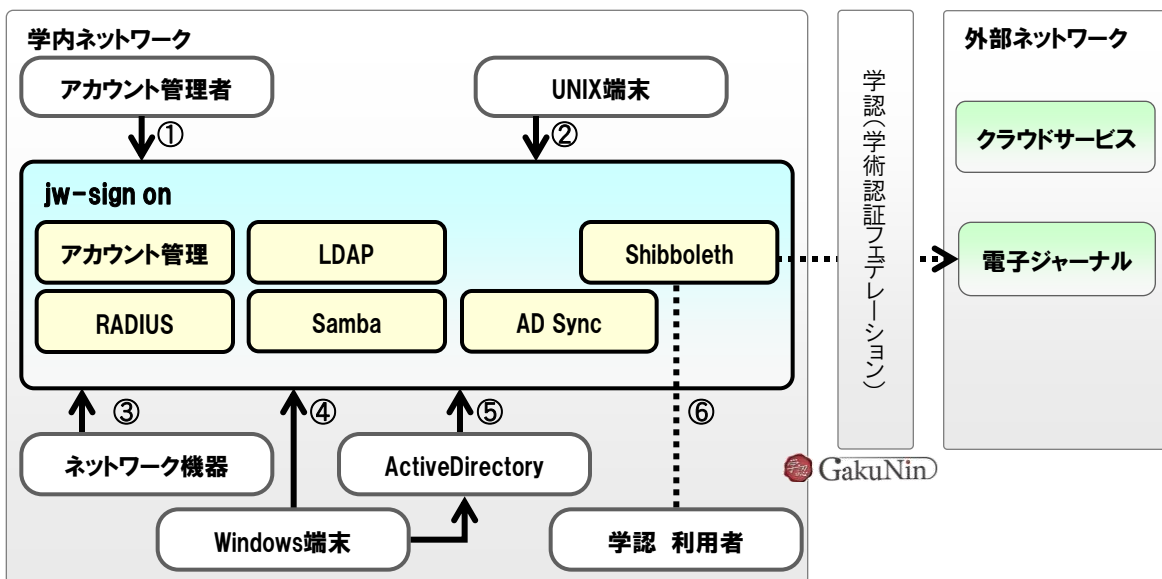 学内ネットワーク
アカウント管理者
UNIX端末
①
②
jw-sign on
アカウント管理
LDAP
Shibboleth
RADIUS
Samba
AD Sync
③
④
⑤
⑥
ネットワーク機器
ActiveDirectory
Windows端末
学認 利用者
学認(学術認証フェデレーション)
学認
GakuNin
外部ネットワーク
クラウドサービス
電子ジャーナル